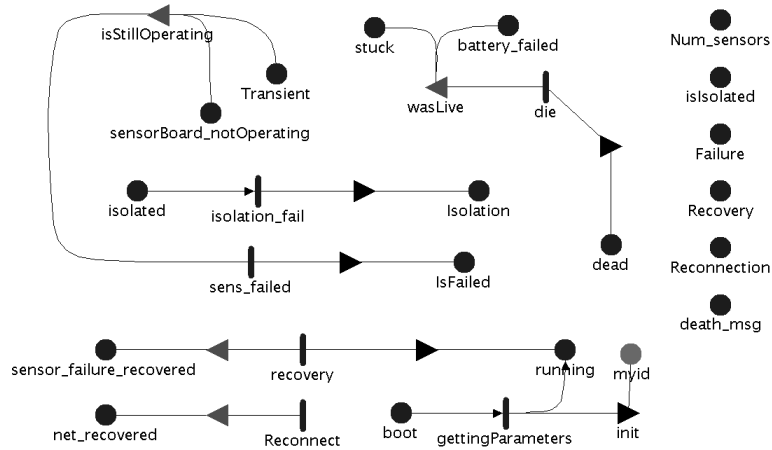 isStillOperating
stuck
battery_failed
Num_sensors
Transient
wasLive
die
isIsolated
sensorBoard_notOperating
Failure
isolated
isolation_fail
Isolation
Recovery
dead
Reconnection
sens_failed
IsFailed
death_msg
sensor_failure_recovered
recovery
running
myid
net_recovered
Reconnect
boot
gettingParameters
init